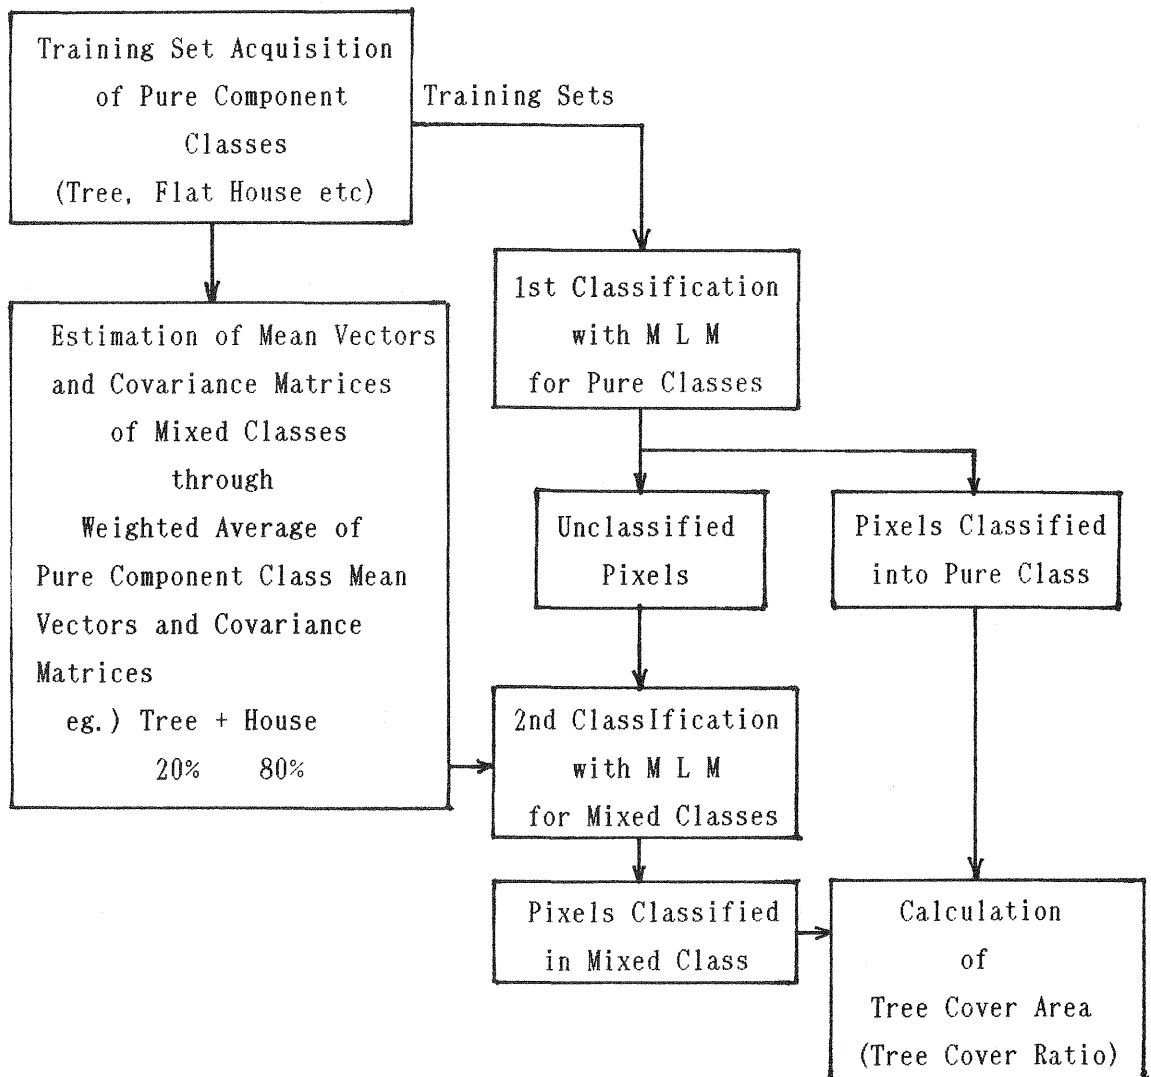 Training Set Acquisition
of Pure Component
Classes
(Tree, Flat House etc)
Training Sets
1st Classification
with M L M
for Pure Classes
Estimation of Mean Vectors
and Covariance Matrices
of Mixed Classes
through
Weighted Average of
Pure Component Class Mean
Vectors and Covariance
Matrices
eg.) Tree + House
20% 80%
Unclassified
Pixels
Pixels Classified
into Pure Class
2nd ClassIfication
with M L M
for Mixed Classes
Pixels Classified
in Mixed Class
Calculation
of
Tree Cover Area
(Tree Cover Ratio)